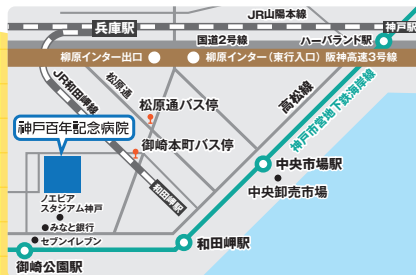 JR山陽本線
兵庫駅
神戸駅
国道2号線
ハーバーランド駅
柳原インター出口
柳原インター(東行入口)
阪神高速3号線
JR和田岬線
松原通
松原通バス停
高松線
神戸市営地下鉄海岸線
神戸百年記念病院
御崎本町バス停
中央市場駅
中央卸売市場
和田岬駅
ノエビア
スタジアム神戸
みなと銀行
セブンイレブン
和田岬駅
御崎公園駅